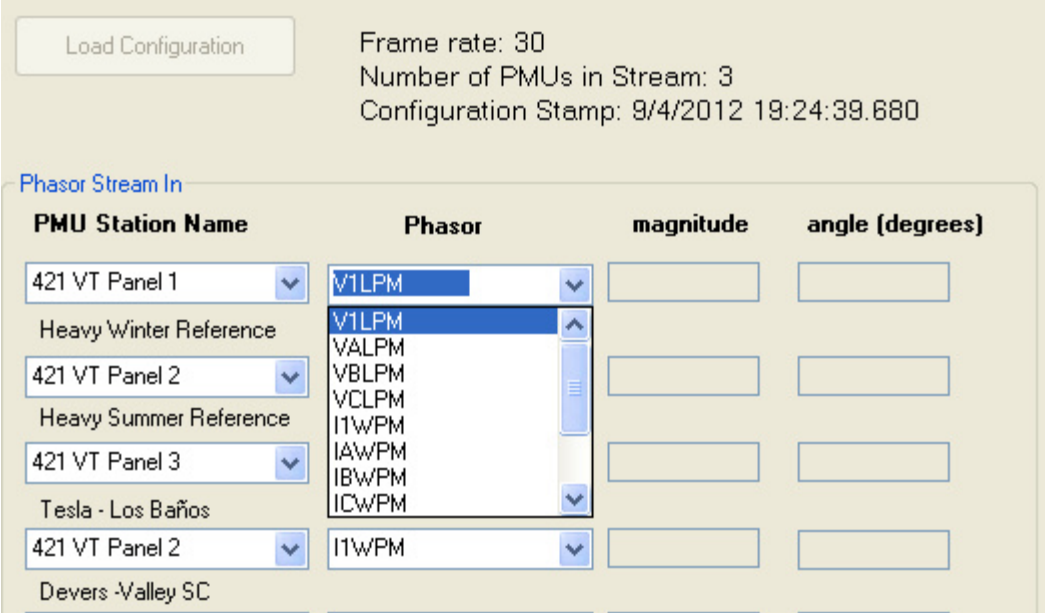 Load Configuration
Frame rate: 30
Number of PMUs in Stream: 3
Configuration Stamp: 9/4/2012 19:24:39.680
Phasor Stream In
PMU Station Name Phasor magnitude angle (degrees)
421 VT Panel 1 V1LPM
Heavy Winter Reference V1LPM
VALPM
421 VT Panel 2 VBLPM
VCLPM
Heavy Summer Reference I1WPM
IAWPM
421 VT Panel 3 IBWPM
ICWPM
Tesla - Los Baños
421 VT Panel 2 I1WPM
Devers -Valley SC